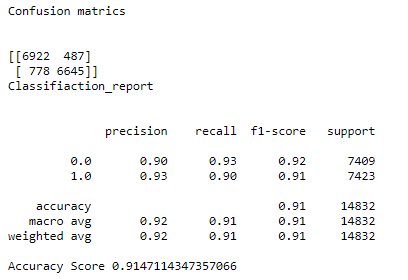 Confusion matrics
[[6922  487]
 [ 778 6645]]
Classifiaction_report
              precision    recall  f1-score   support
         0.0       0.90      0.93      0.92      7409
         1.0       0.93      0.90      0.91      7423
    accuracy                           0.91     14832
   macro avg       0.92      0.91      0.91     14832
weighted avg       0.92      0.91      0.91     14832
Accuracy Score 0.9147114347357066